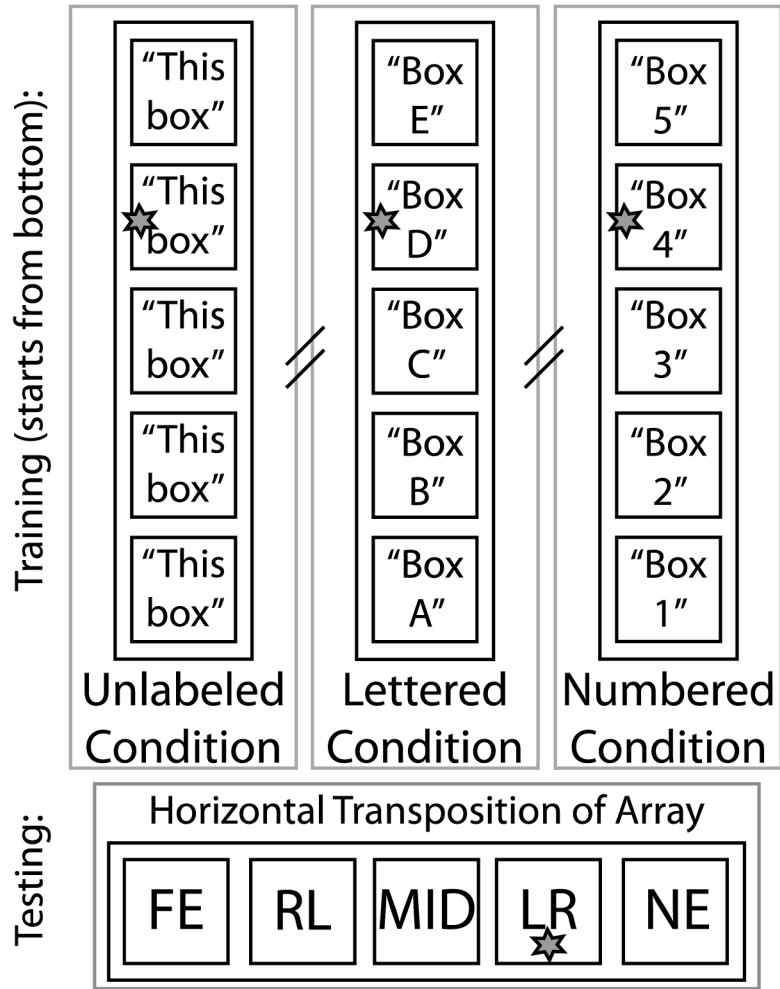 Training (starts from bottom):
“This
box”
“This
box”
“This
box”
“This
box”
“This
box”
Unlabeled
Condition
“Box
E”
“Box
D”
“Box
C”
“Box
B”
“Box
A”
Lettered
Condition
“Box
5”
“Box
4”
“Box
3”
“Box
2”
“Box
1”
Numbered
Condition
Testing:
Horizontal Transposition of Array
FE RL MID LR NE